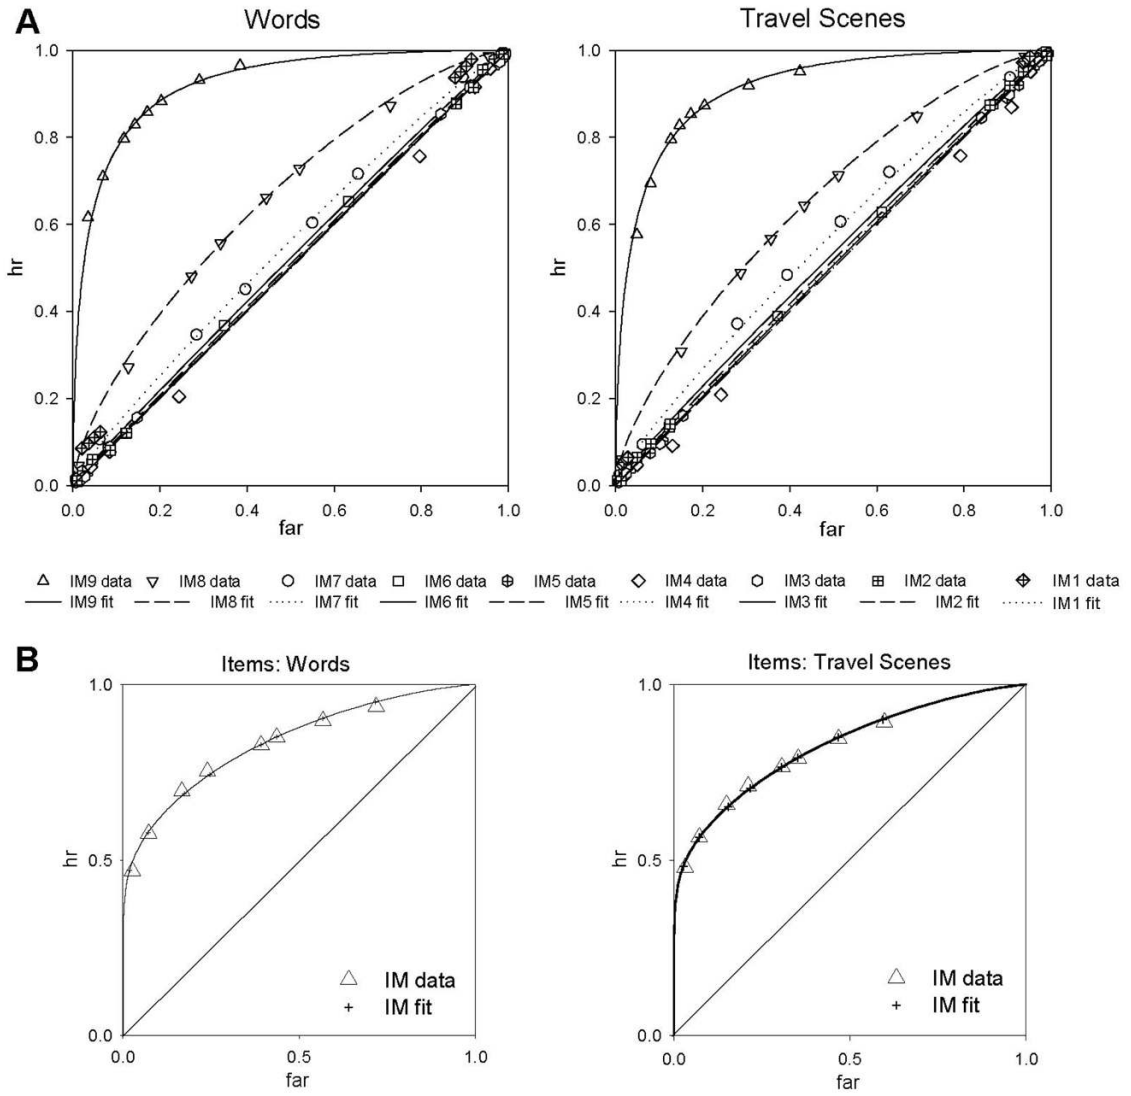 A
Words
Travel Scenes
1.0
0.8
0.6
0.4
0.2
0.0
hr
0.0 0.2 0.4 0.6 0.8 1.0
far
1.0
0.8
0.6
0.4
0.2
0.0
hr
0.0 0.2 0.4 0.6 0.8 1.0
far
IM9 data IM8 data IM7 data IM6 data IM5 data IM4 data IM3 data IM2 data IM1 data
IM9 fit IM8 fit IM7 fit IM6 fit IM5 fit IM4 fit IM3 fit IM2 fit IM1 fit
B
Items: Words
Items: Travel Scenes
1.0
0.5
0.0
hr
IM data
IM fit
0.0 0.5 1.0
far
1.0
0.5
0.0
hr
IM data
IM fit
0.0 0.5 1.0
far